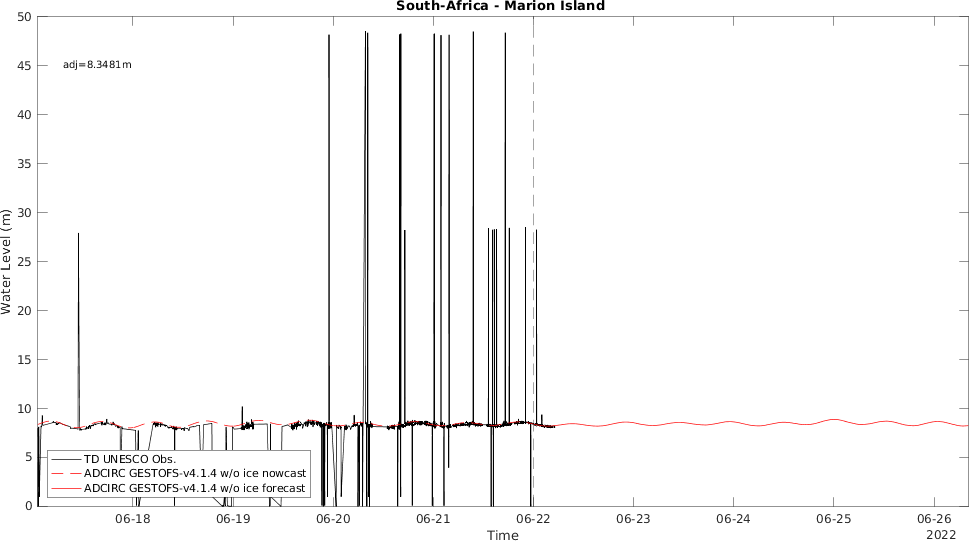 South-Africa - Marion Island
50
45
40
35
30
25
20
15
10
5
0
Water Level (m)
adj=8.3481m
TD UNESCO Obs.
ADCIRC GESTOFS-v4.1.4 w/o ice nowcast
ADCIRC GESTOFS-v4.1.4 w/o ice forecast
06-18 06-19 06-20 06-21 06-22 06-23 06-24 06-25 06-26
Time
2022